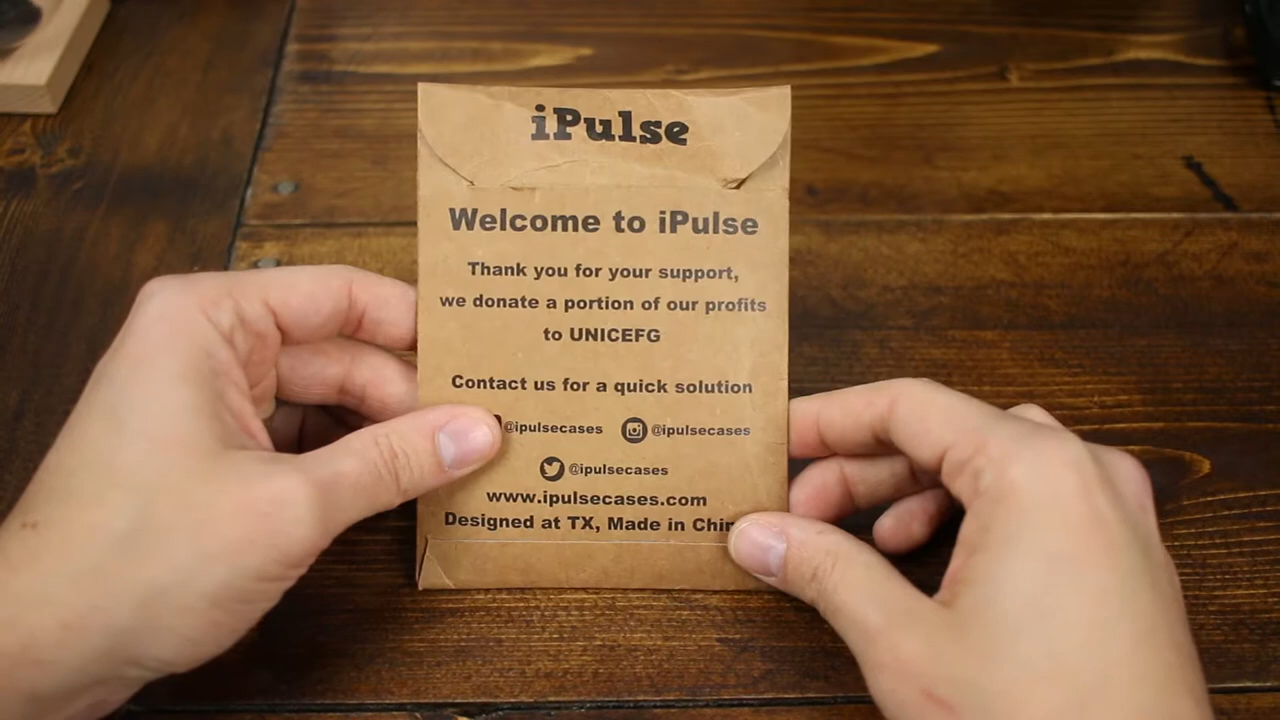 iPulse
Welcome to iPulse
Thank you for your support,
we donate a portion of our profits
to UNICEFG
Contact us for a quick solution
@ipulsecases @ipulsecases
@ipulsecases
www.ipulsecases.com
Designed at TX, Made in